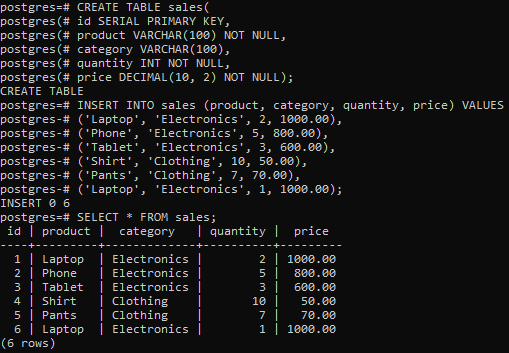 postgres=# CREATE TABLE sales(
postgres(# id SERIAL PRIMARY KEY,
postgres(# product VARCHAR(100) NOT NULL,
postgres(# category VARCHAR(100),
postgres(# quantity INT NOT NULL,
postgres(# price DECIMAL(10, 2) NOT NULL);
CREATE TABLE
postgres=# INSERT INTO sales (product, category, quantity, price) VALUES
postgres-# ('Laptop', 'Electronics', 2, 1000.00),
postgres-# ('Phone', 'Electronics', 5, 800.00),
postgres-# ('Tablet', 'Electronics', 3, 600.00),
postgres-# ('Shirt', 'Clothing', 10, 50.00),
postgres-# ('Pants', 'Clothing', 7, 70.00),
postgres-# ('Laptop', 'Electronics', 1, 1000.00);
INSERT 0 6
postgres=# SELECT * FROM sales;
 id | product |  category   | quantity |  price
----+---------+-------------+----------+---------
  1 | Laptop  | Electronics |        2 | 1000.00
  2 | Phone   | Electronics |        5 |  800.00
  3 | Tablet  | Electronics |        3 |  600.00
  4 | Shirt   | Clothing    |       10 |   50.00
  5 | Pants   | Clothing    |        7 |   70.00
  6 | Laptop  | Electronics |        1 | 1000.00
(6 rows)